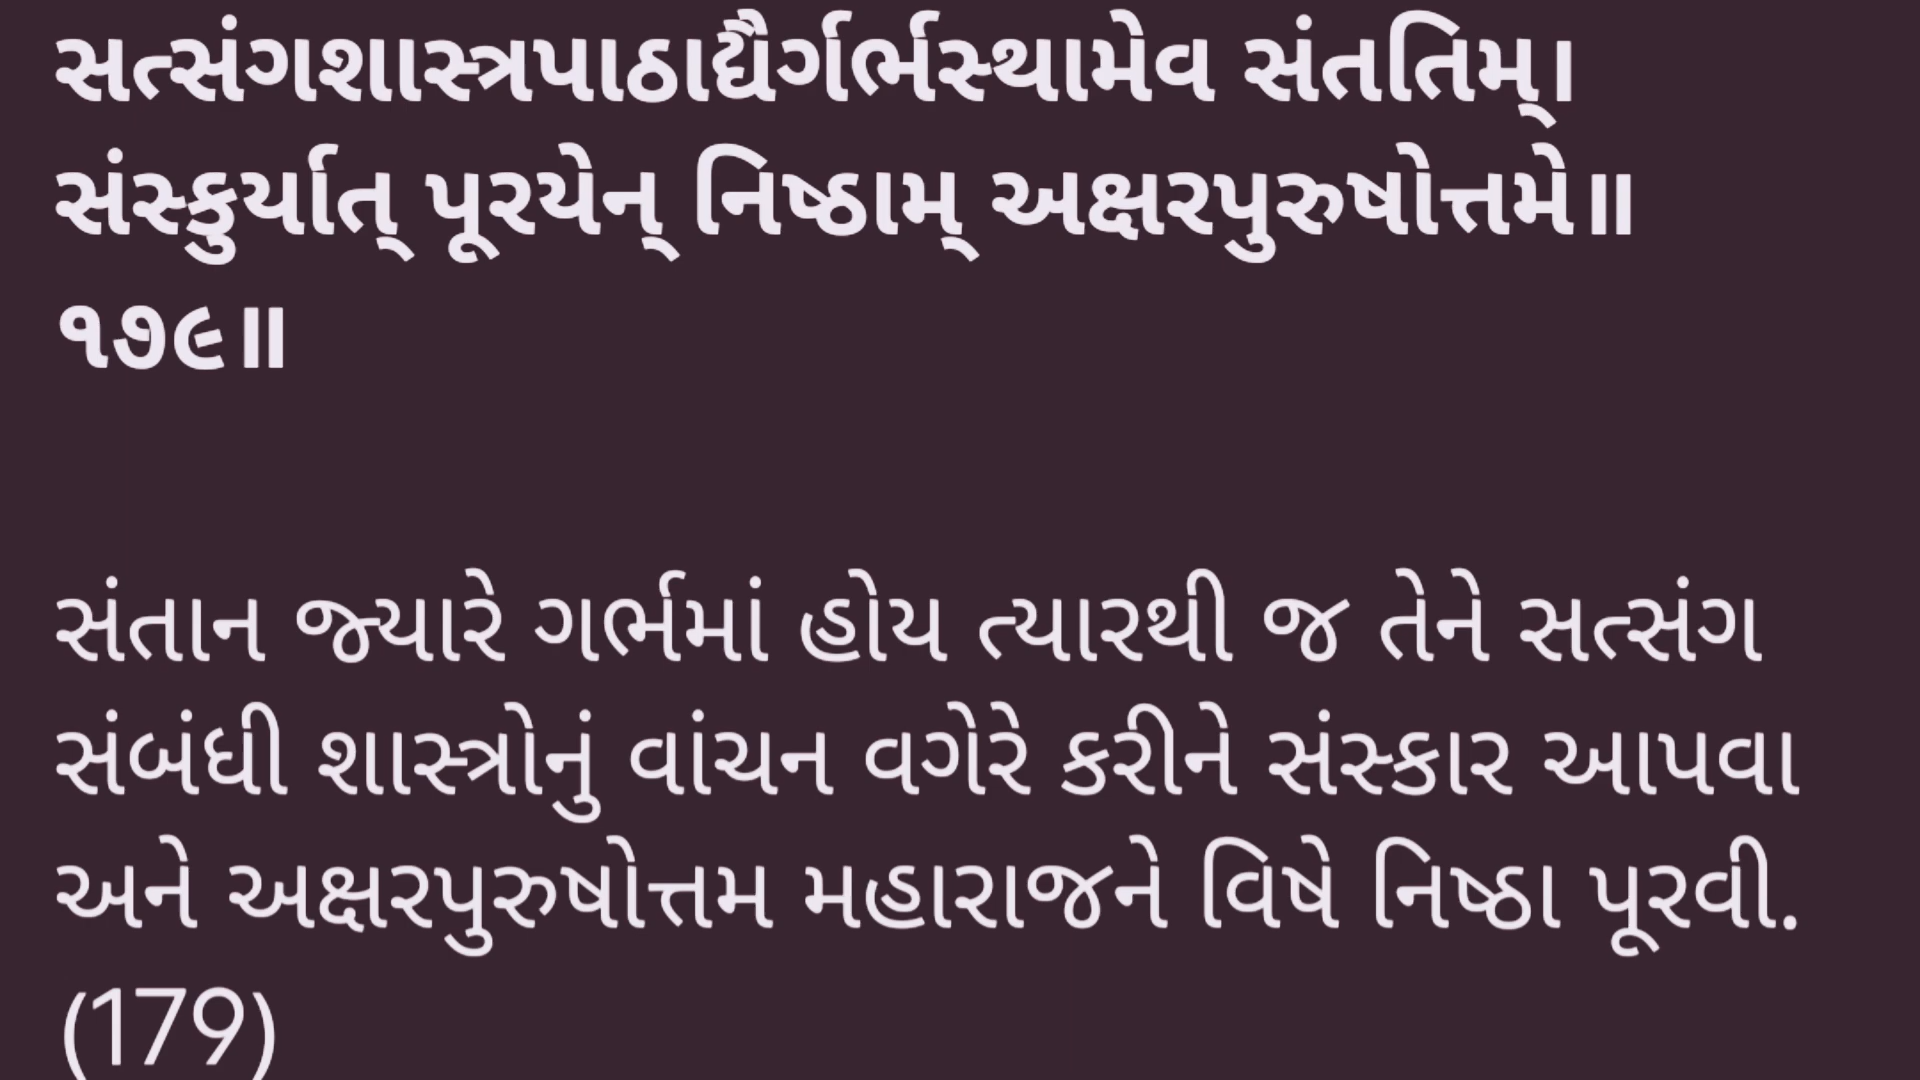 સત્સંગશાસ્ત્રપાઠાદ્યૈર્ગર્ભસ્થામેવ સંતતિમ્।
સંસ્કુર્યાત્ પૂરયેન્ નિષ્ઠામ્ અક્ષરપુરુષોત્તમે॥
૧૭૯॥
સંતાન જ્યારે ગર્ભમાં હોય ત્યારથી જ તેને સત્સંગ
સંબંધી શાસ્ત્રોનું વાંચન વગેરે કરીને સંસ્કાર આપવા
અને અક્ષરપુરુષોત્તમ મહારાજને વિષે નિષ્ઠા પૂરવી.
(179)